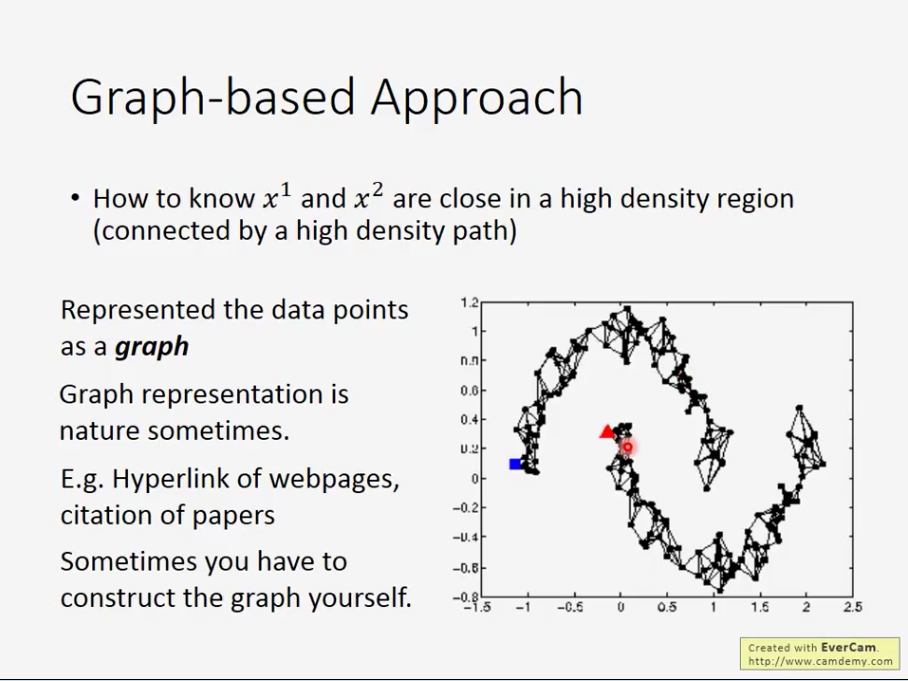 Graph-based Approach
• How to know x¹ and x² are close in a high density region
(connected by a high density path)
Represented the data points
as a graph
Graph representation is
nature sometimes.
E.g. Hyperlink of webpages,
citation of papers
Sometimes you have to
construct the graph yourself.
1.2
1
0.8
0.6
0.4
0.2
0
-0.2
-0.4
-0.6
-0.8
-1.5 -1 -0.5 0 0.5 1 1.5 2 2.5
Created with EverCam.
http://www.camdemy.com